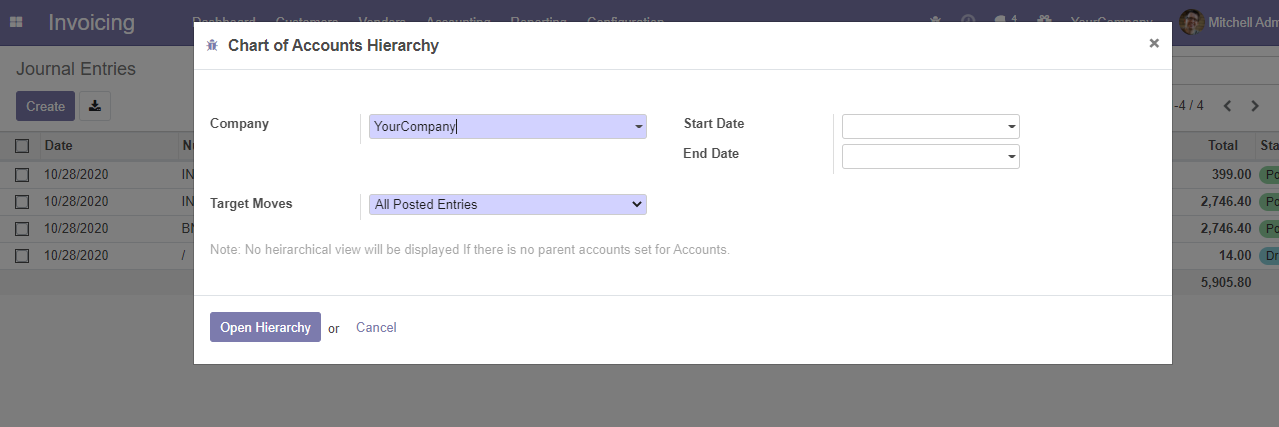 Invoicing
Dashboard Customers Vendors Accounting Reporting Configuration 4 YourCompany Mitchell Adm
Chart of Accounts Hierarchy ×
Journal Entries
Create
-4 / 4
Company YourCompany Start Date
End Date
Target Moves All Posted Entries
Note: No heirarchical view will be displayed If there is no parent accounts set for Accounts.
Open Hierarchy or Cancel
Date Nu Total Sta
10/28/2020 IN 399.00 Po
10/28/2020 IN 2,746.40 Po
10/28/2020 BI 2,746.40 Po
10/28/2020 / 14.00 Dr
5,905.80